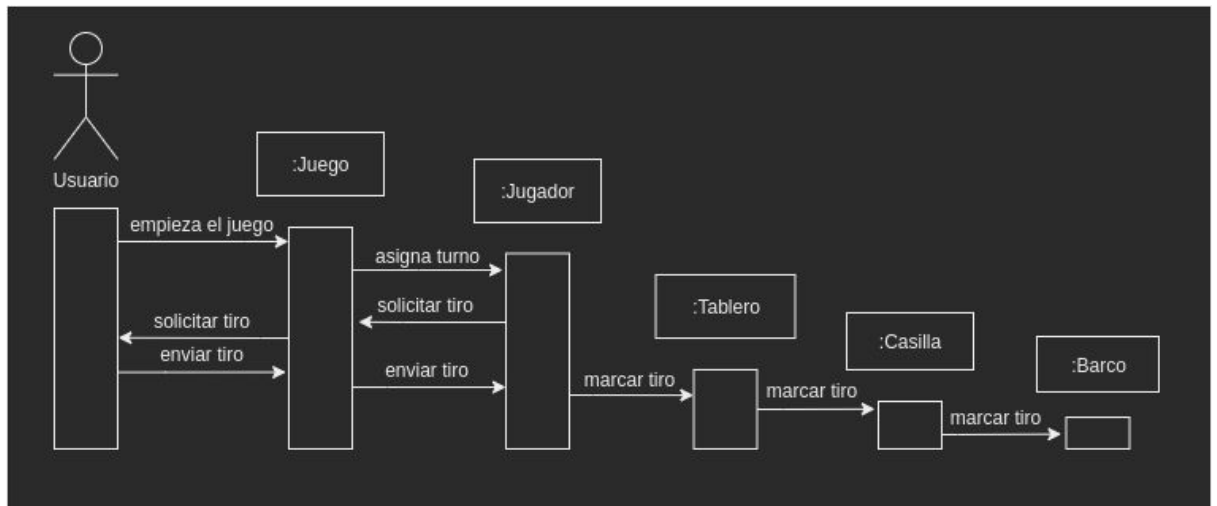 :Juego
Usuario
:Jugador
empieza el juego
asigna turno
solicitar tiro
:Tablero
solicitar tiro
:Casilla
enviar tiro
enviar tiro
:Barco
marcar tiro
marcar tiro
marcar tiro